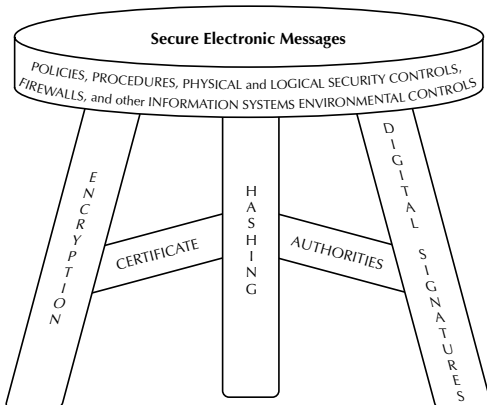 Secure Electronic Messages
POLICIES, PROCEDURES, PHYSICAL and LOGICAL SECURITY CONTROLS,
FIREWALLS, and other INFORMATION SYSTEMS ENVIRONMENTAL CONTROLS
ENCRYPTION
CERTIFICATE
HASHING
AUTHORITIES
DIGITAL SIGNATURES